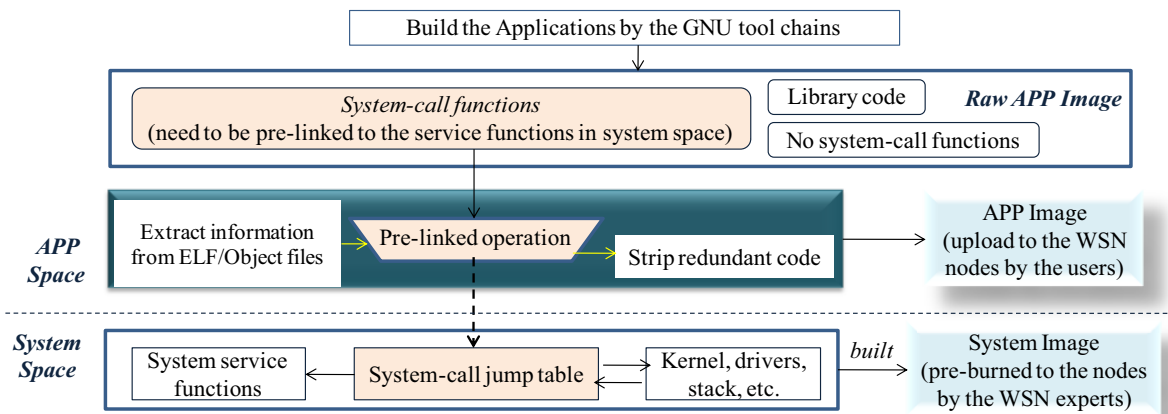 Build the Applications by the GNU tool chains
System-call functions
(need to be pre-linked to the service functions in system space)
Library code
Raw APP Image
No system-call functions
APP
Space
Extract information
from ELF/Object files
Pre-linked operation
Strip redundant code
APP Image
(upload to the WSN
nodes by the users)
System
Space
System service
functions
System-call jump table
Kernel, drivers,
stack, etc.
built
System Image
(pre-burned to the nodes
by the WSN experts)